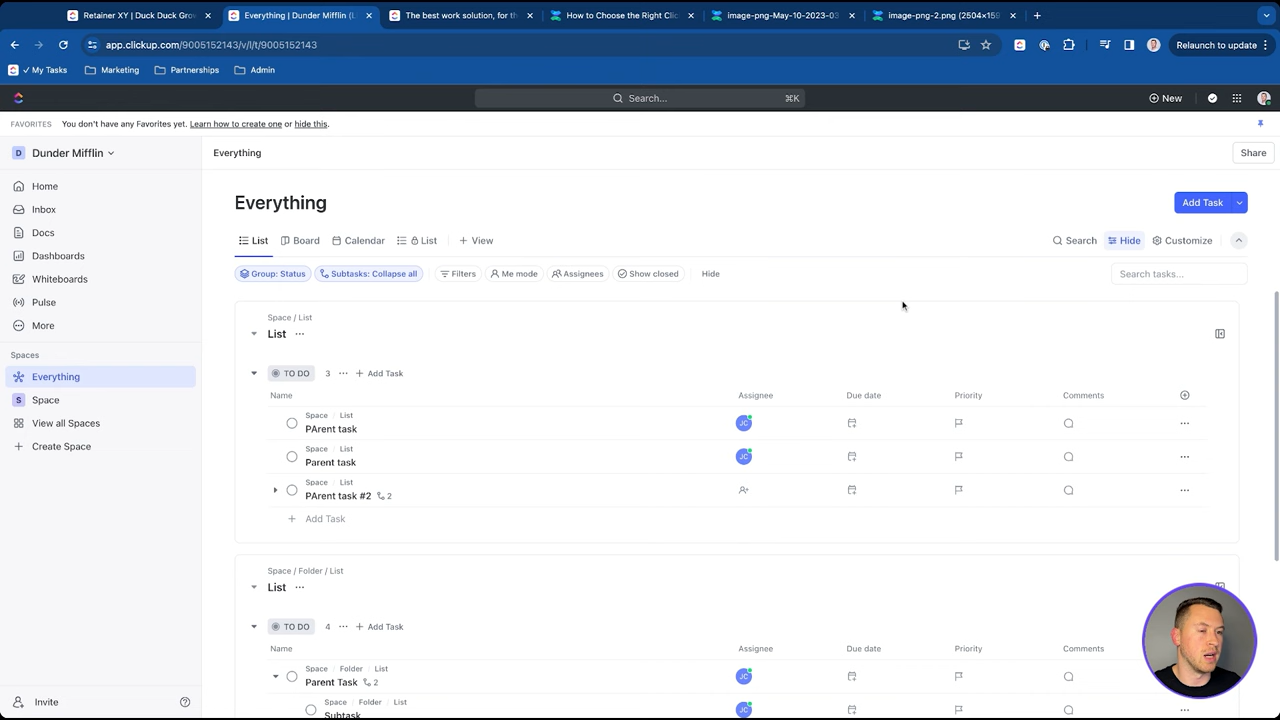 Retainer XY | Duck Duck Gro
Everything | Dunder Mifflin (
The best work solution, for th
How to Choose the Right Clic
image-png-May-10-2023-03
image-png-2.png (2504×159
app.clickup.com/9005152143/v/l/t/9005152143
Relaunch to update
✓ My Tasks
Marketing
Partnerships
Admin
Search...
⌘K
New
FAVORITES
You don't have any Favorites yet. Learn how to create one or hide this.
D
Dunder Mifflin
Everything
Share
Home
Inbox
Docs
Dashboards
Whiteboards
Pulse
More
Spaces
Everything
S
Space
View all Spaces
+ Create Space
Invite
Everything
Add Task
List
Board
Calendar
List
+ View
Search
Hide
Customize
Group: Status
Subtasks: Collapse all
Filters
Me mode
Assignees
Show closed
Hide
Search tasks...
Space / List
List ...
TO DO 3 ... + Add Task
Name Assignee Due date Priority Comments
Space List
PArent task JC
Space List
Parent task JC
Space List
PArent task #2 2
+ Add Task
Space / Folder / List
List ...
TO DO 4 ... + Add Task
Name Assignee Due date Priority Comments
Space Folder List
Parent Task 2 JC
Space Folder List
Subtask JC